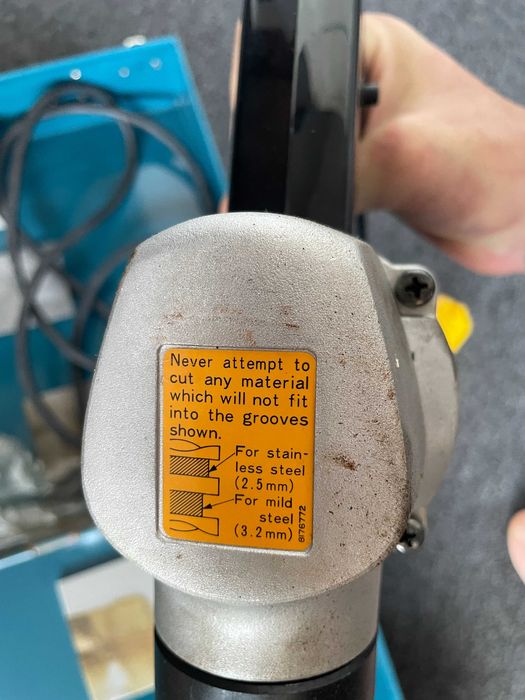 Never attempt to
cut any material
which will not fit
into the grooves
shown.
For stain-
less steel
(2.5mm)
For mild
steel
(3.2mm)
8176772